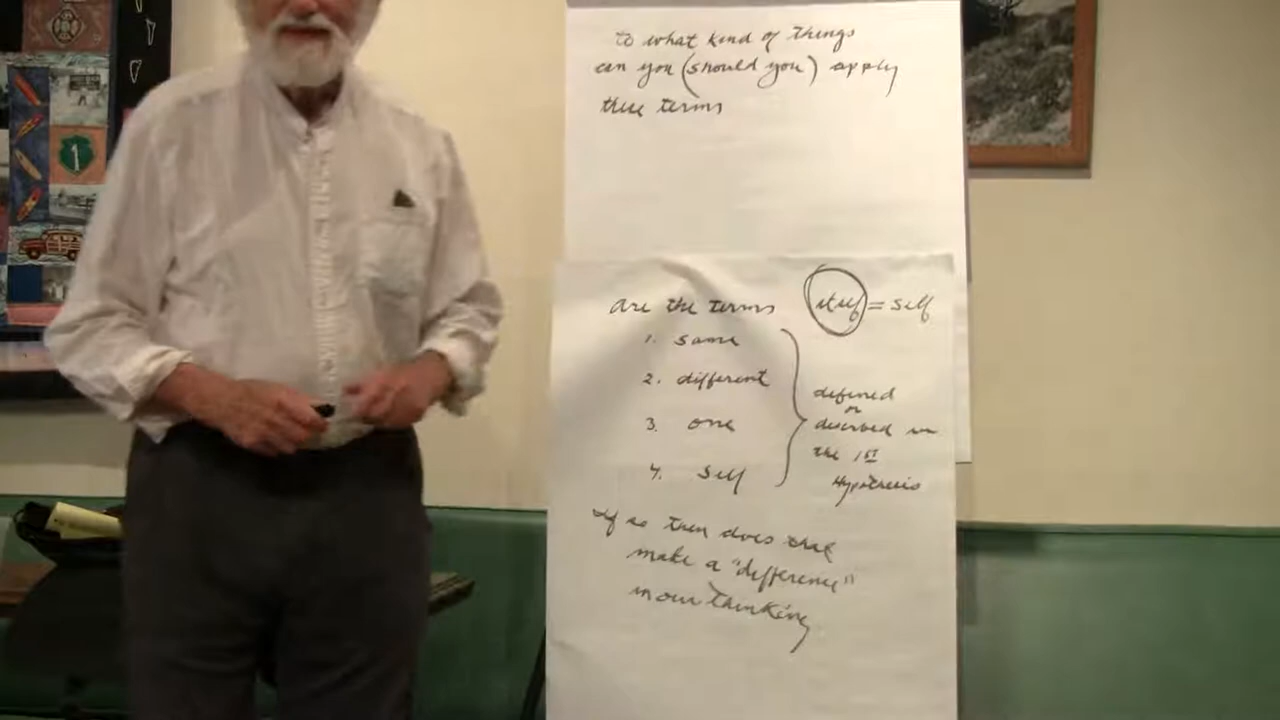 to what kind of things
can you (should you) apply
these terms
are the terms
itself = self
1. same
2. different
3. one
4. self
defined
or
described in
the 1st
Hypothesis
if so then does that
make a "difference"
in our thinking